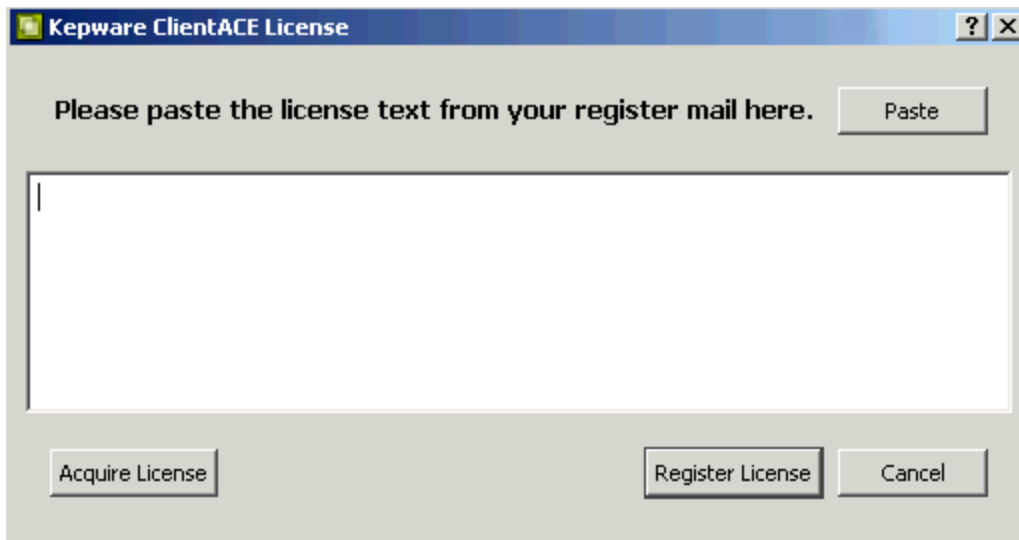 Kepware ClientACE License
Please paste the license text from your register mail here.
Paste
Acquire License
Register License
Cancel